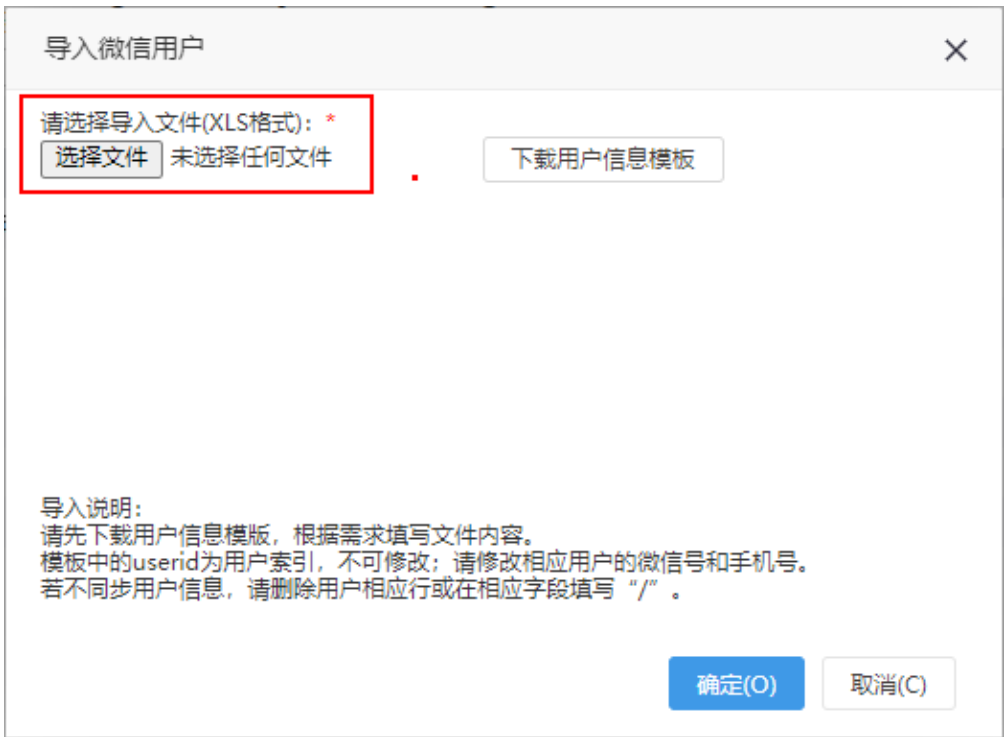 导入微信用户
请选择导入文件(XLS格式)：*
选择文件 未选择任何文件
下载用户信息模板
导入说明：
请先下载用户信息模版，根据需求填写文件内容。
模板中的userid为用户索引，不可修改；请修改相应用户的微信号和手机号。
若不同步用户信息，请删除用户相应行或在相应字段填写“/”。
确定(O)
取消(C)